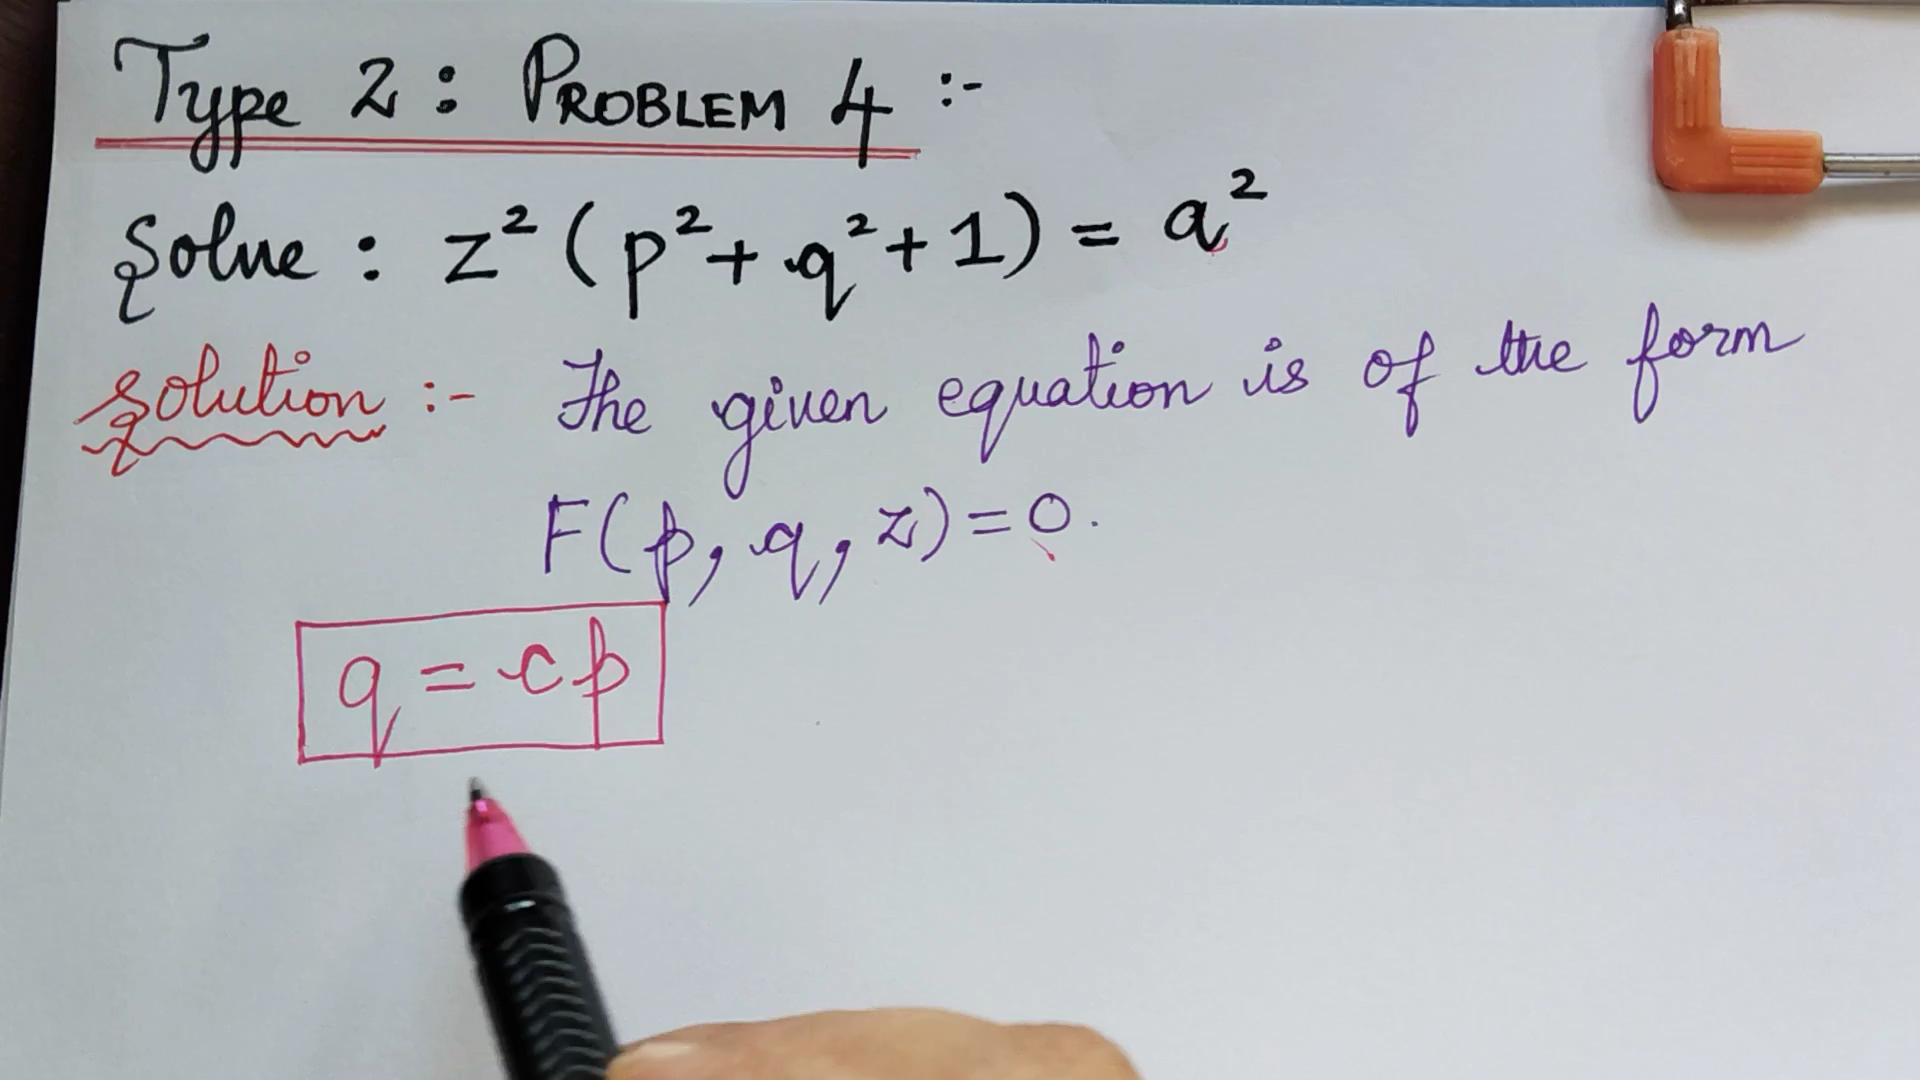 Type 2 : PROBLEM 4 :-
Solve : z² (p² + q² + 1) = a²
Solution :- The given equation is of the form
F(p, q, z) = 0.
q = cp